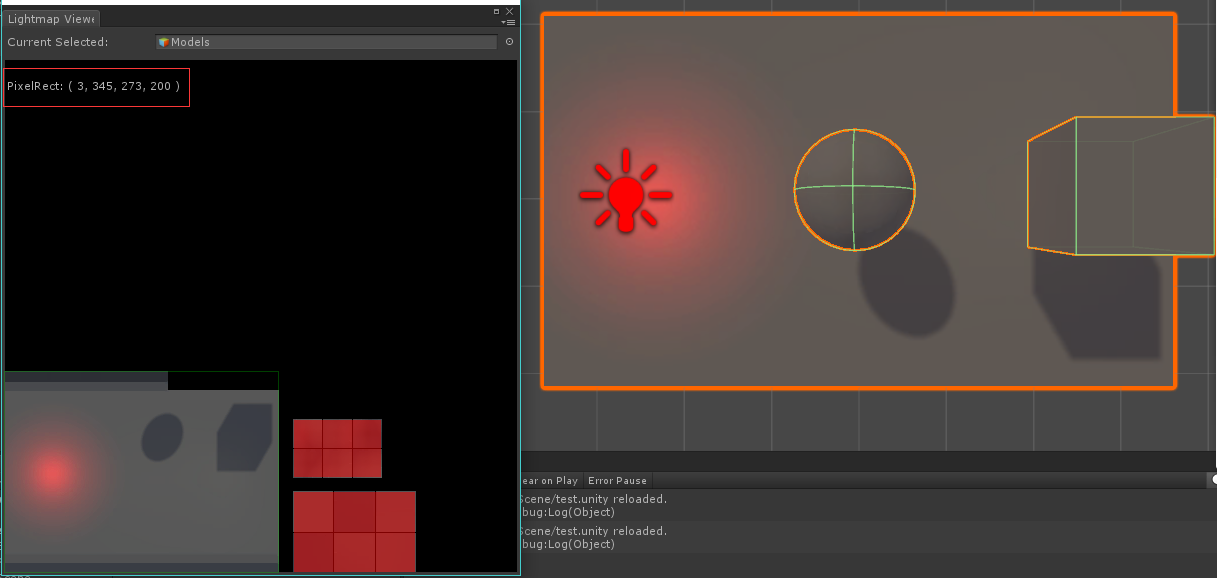 Lightmap Viewe
Current Selected:
Models
PixelRect: ( 3, 345, 273, 200 )
ear on Play
Error Pause
Scene/test.unity reloaded.
bug:Log(Object)
Scene/test.unity reloaded.
bug:Log(Object)